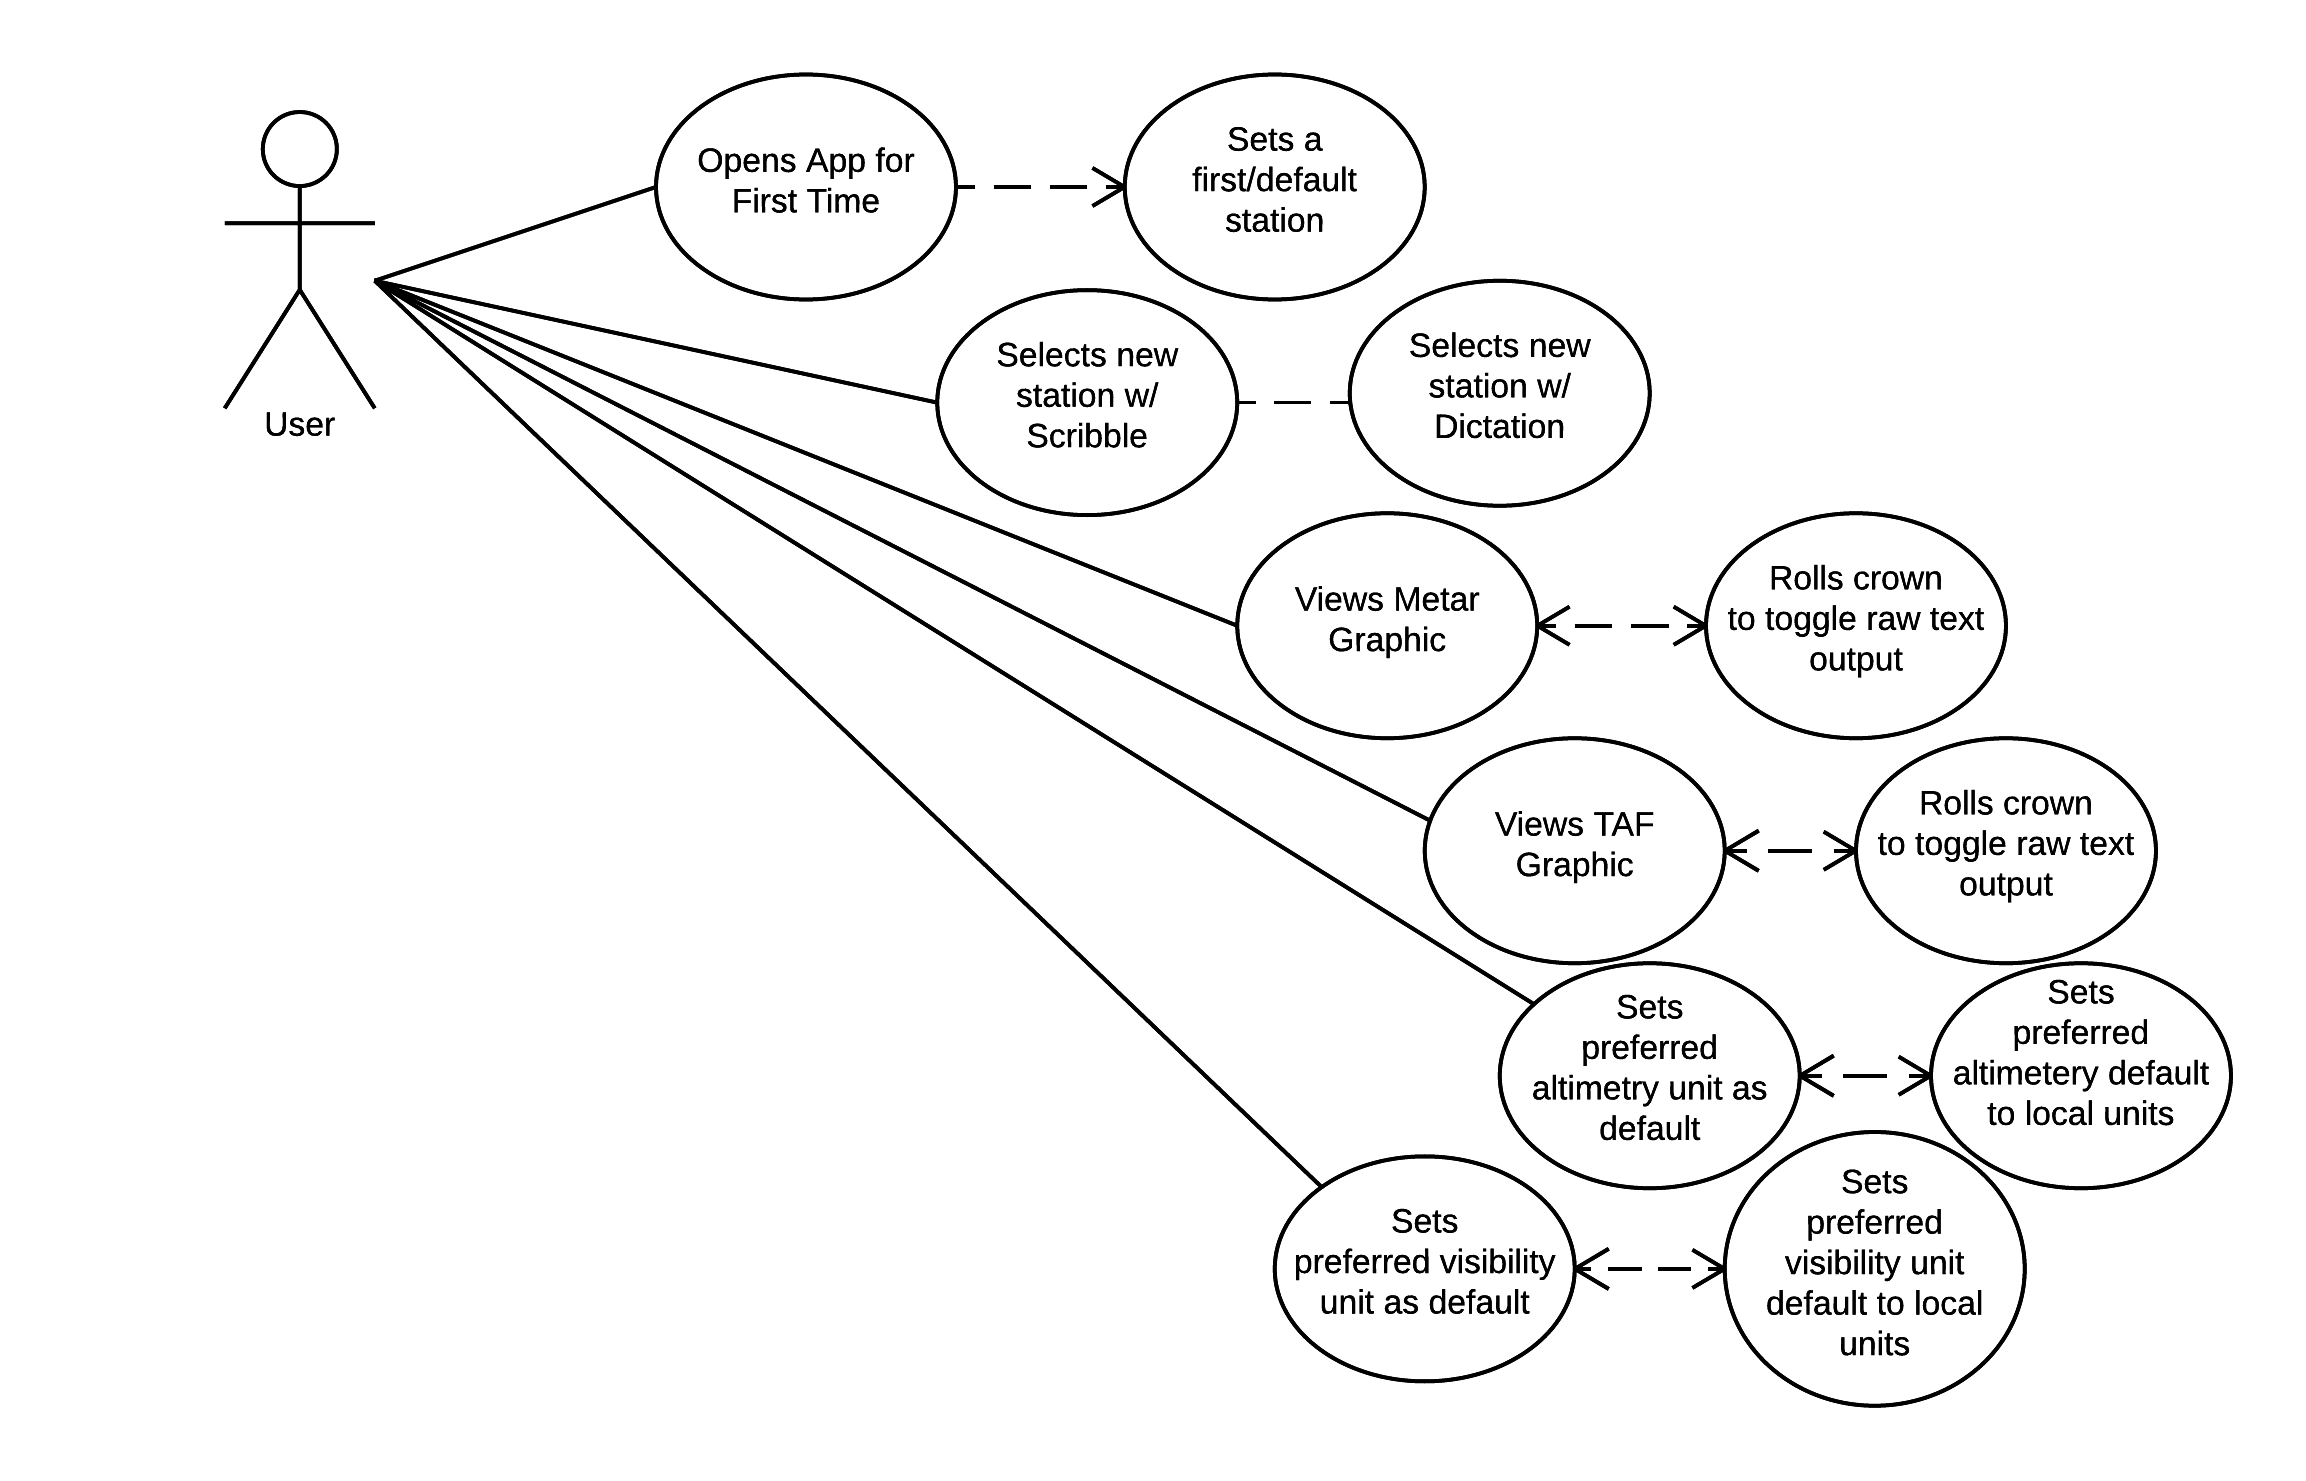 User
Opens App for
First Time
Sets a
first/default
station
Selects new
station w/
Scribble
Selects new
station w/
Dictation
Views Metar
Graphic
Rolls crown
to toggle raw text
output
Views TAF
Graphic
Rolls crown
to toggle raw text
output
Sets
preferred
altimetry unit as
default
Sets
preferred
altimetery default
to local units
Sets
preferred visibility
unit as default
Sets
preferred
visibility unit
default to local
units